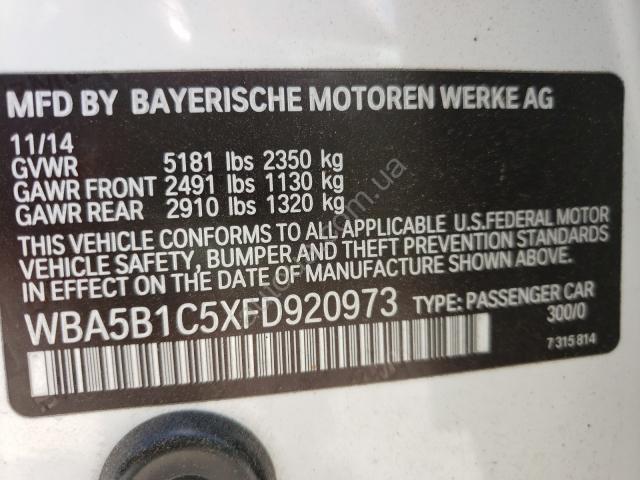 MFD BY BAYERISCHE MOTOREN WERKE AG
11/14
GVWR 5181 lbs 2350 kg
GAWR FRONT 2491 lbs 1130 kg
GAWR REAR 2910 lbs 1320 kg
THIS VEHICLE CONFORMS TO ALL APPLICABLE U.S.FEDERAL MOTOR
VEHICLE SAFETY, BUMPER AND THEFT PREVENTION STANDARDS
IN EFFECT ON THE DATE OF MANUFACTURE SHOWN ABOVE.
WBA5B1C5XFD920973 TYPE: PASSENGER CAR
300/0
7 315 814